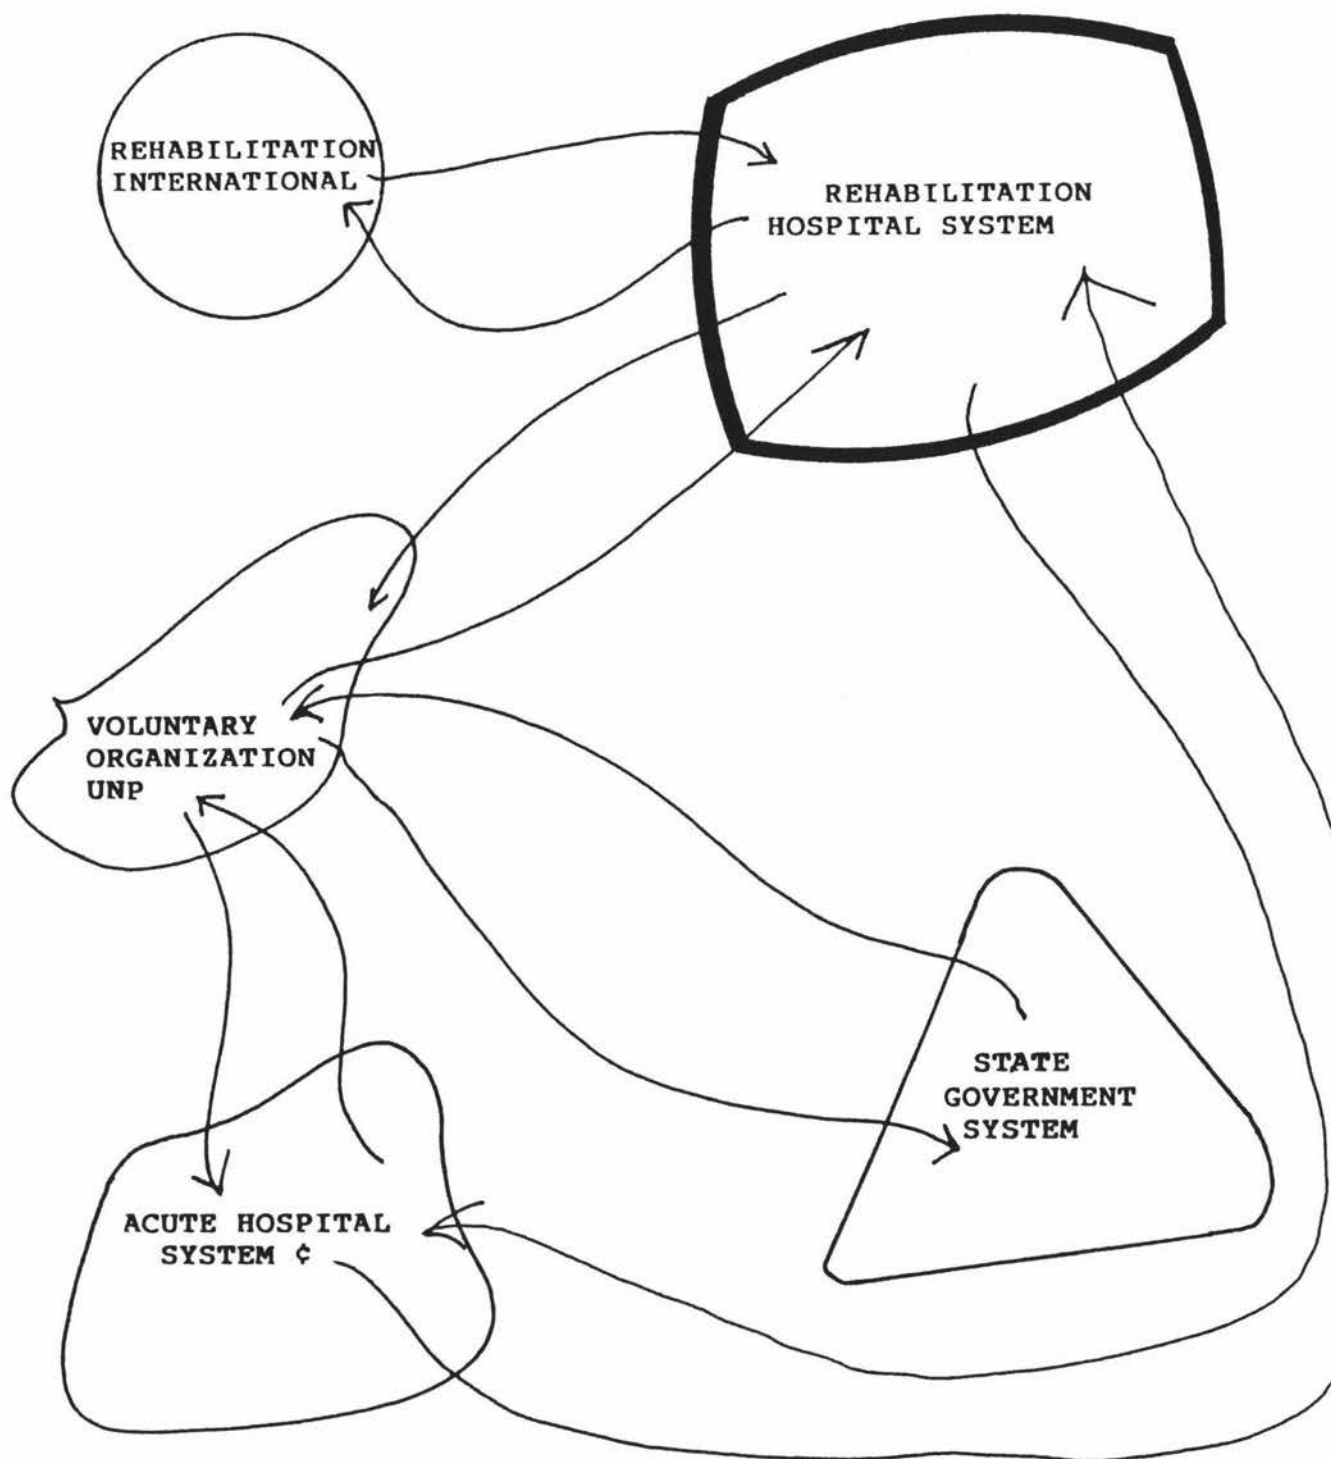 REHABILITATION
INTERNATIONAL
REHABILITATION
HOSPITAL SYSTEM
VOLUNTARY
ORGANIZATION
UNP
STATE
GOVERNMENT
SYSTEM
ACUTE HOSPITAL
SYSTEM ¢